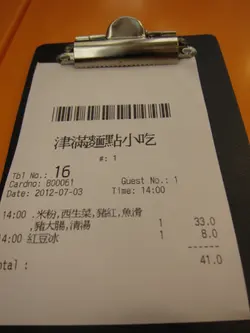 津滿麵點小吃
#: 1
Tbl No.: 16
Cardno: B00061 Guest No.: 1
Date: 2012-07-03 Time: 14:00
14:00 .米粉,西生菜,豬紅,魚滑
,豬大腸,清湯 1 33.0
14:00 紅豆冰 1 8.0
Total : 41.0